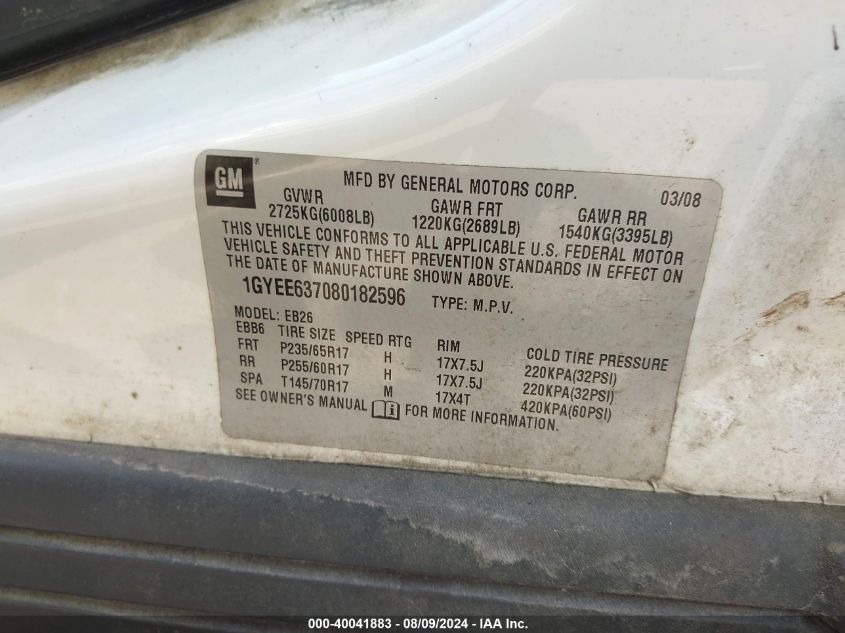 GM ®
MFD BY GENERAL MOTORS CORP. 03/08
GVWR GAWR FRT GAWR RR
2725KG(6008LB) 1220KG(2689LB) 1540KG(3395LB)
THIS VEHICLE CONFORMS TO ALL APPLICABLE U.S. FEDERAL MOTOR
VEHICLE SAFETY AND THEFT PREVENTION STANDARDS IN EFFECT ON
THE DATE OF MANUFACTURE SHOWN ABOVE.
1GYEE637080182596 TYPE: M.P.V.
MODEL: EB26
EBB6 TIRE SIZE SPEED RTG RIM COLD TIRE PRESSURE
FRT P235/65R17 H 17X7.5J 220KPA(32PSI)
RR P255/60R17 H 17X7.5J 220KPA(32PSI)
SPA T145/70R17 M 17X4T 420KPA(60PSI)
SEE OWNER'S MANUAL FOR MORE INFORMATION.
000-40041883 - 08/09/2024 - IAA Inc.